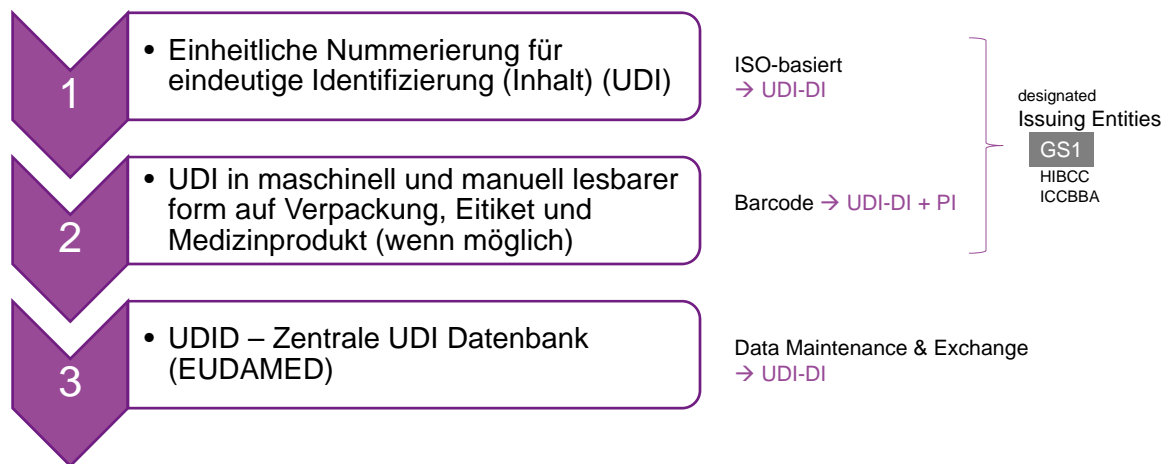 1
• Einheitliche Nummerierung für
eindeutige Identifizierung (Inhalt) (UDI)
ISO-basiert
→ UDI-DI
2
• UDI in maschinell und manuell lesbarer
form auf Verpackung, Eitiket und
Medizinprodukt (wenn möglich)
Barcode → UDI-DI + PI
designated
Issuing Entities
GS1
HIBCC
ICCBBA
3
• UDID – Zentrale UDI Datenbank
(EUDAMED)
Data Maintenance & Exchange
→ UDI-DI